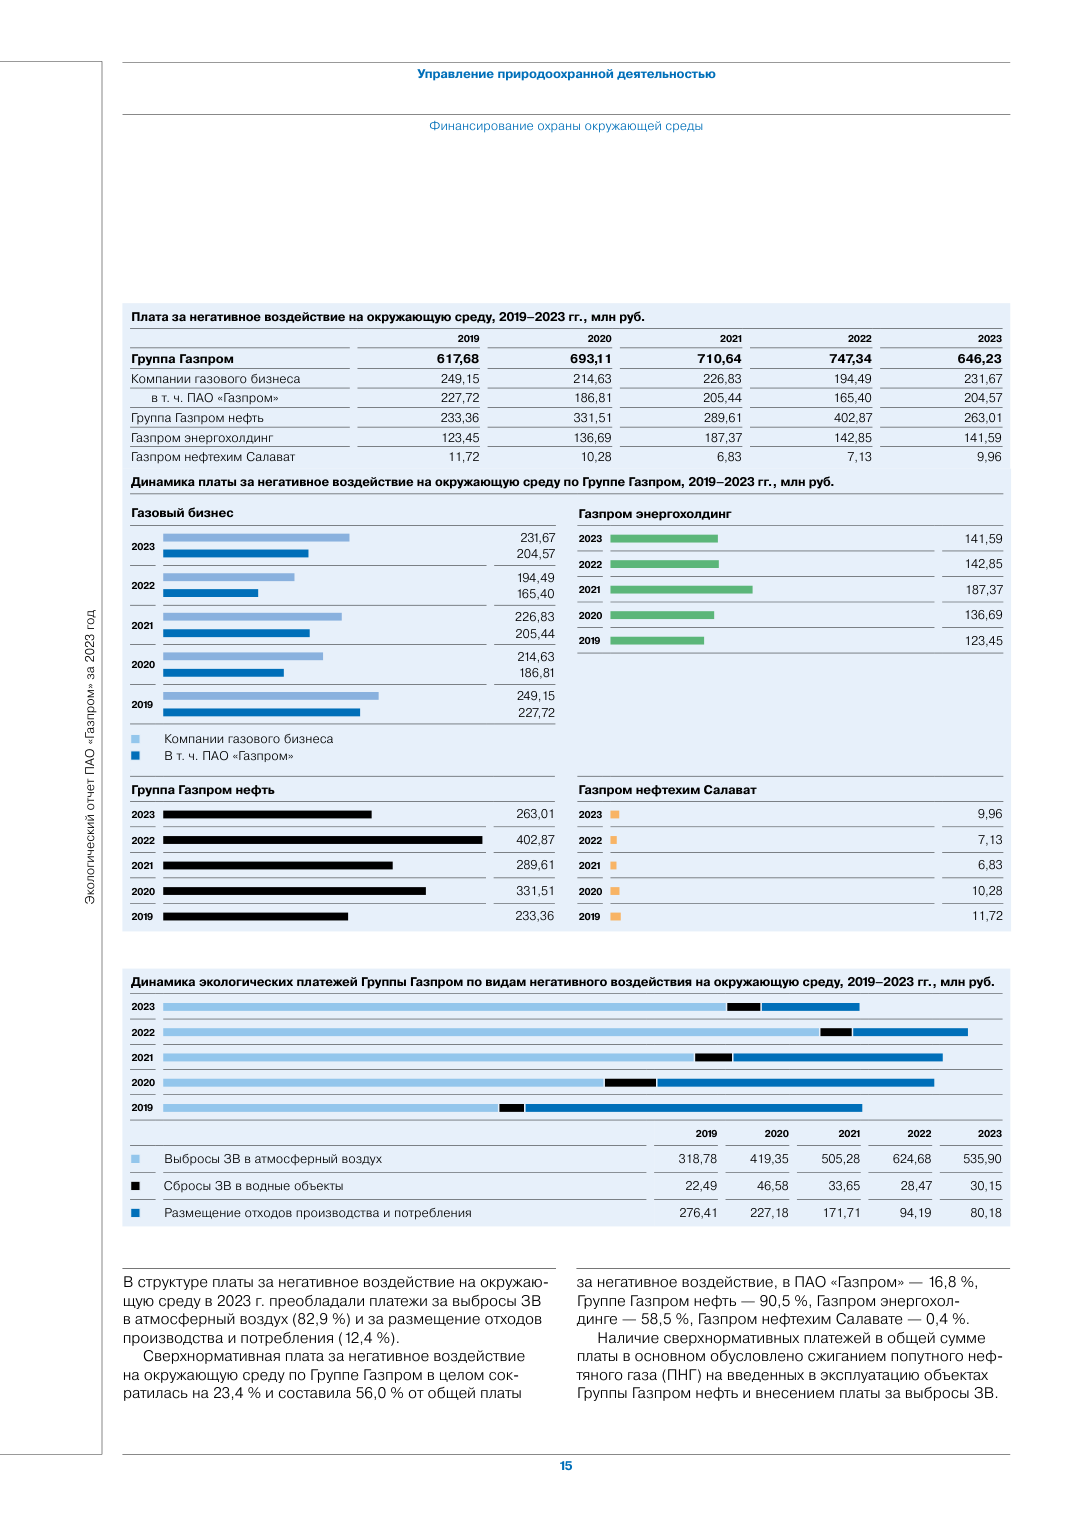 Управление природоохранной деятельностью
Финансирование охраны окружающей среды
Экологический отчет ПАО «Газпром» за 2023 год
Плата за негативное воздействие на окружающую среду, 2019–2023 гг., млн руб.
2019 2020 2021 2022 2023
Группа Газпром 617,68 693,11 710,64 747,34 646,23
Компании газового бизнеса 249,15 214,63 226,83 194,49 231,67
в т. ч. ПАО «Газпром» 227,72 186,81 205,44 165,40 204,57
Группа Газпром нефть 233,36 331,51 289,61 402,87 263,01
Газпром энергохолдинг 123,45 136,69 187,37 142,85 141,59
Газпром нефтехим Салават 11,72 10,28 6,83 7,13 9,96
Динамика платы за негативное воздействие на окружающую среду по Группе Газпром, 2019–2023 гг., млн руб.
Газовый бизнес
2023 231,67
204,57
2022 194,49
165,40
2021 226,83
205,44
2020 214,63
186,81
2019 249,15
227,72
Компании газового бизнеса
В т. ч. ПАО «Газпром»
Газпром энергохолдинг
2023 141,59
2022 142,85
2021 187,37
2020 136,69
2019 123,45
Группа Газпром нефть
2023 263,01
2022 402,87
2021 289,61
2020 331,51
2019 233,36
Газпром нефтехим Салават
2023 9,96
2022 7,13
2021 6,83
2020 10,28
2019 11,72
Динамика экологических платежей Группы Газпром по видам негативного воздействия на окружающую среду, 2019–2023 гг., млн руб.
2023
2022
2021
2020
2019
2019 2020 2021 2022 2023
Выбросы ЗВ в атмосферный воздух 318,78 419,35 505,28 624,68 535,90
Сбросы ЗВ в водные объекты 22,49 46,58 33,65 28,47 30,15
Размещение отходов производства и потребления 276,41 227,18 171,71 94,19 80,18
В структуре платы за негативное воздействие на окружаю-
щую среду в 2023 г. преобладали платежи за выбросы ЗВ
в атмосферный воздух (82,9 %) и за размещение отходов
производства и потребления (12,4 %).
Сверхнормативная плата за негативное воздействие
на окружающую среду по Группе Газпром в целом сок-
ратилась на 23,4 % и составила 56,0 % от общей платы
за негативное воздействие, в ПАО «Газпром» — 16,8 %,
Группе Газпром нефть — 90,5 %, Газпром энергохол-
динге — 58,5 %, Газпром нефтехим Салавате — 0,4 %.
Наличие сверхнормативных платежей в общей сумме
платы в основном обусловлено сжиганием попутного неф-
тяного газа (ПНГ) на введенных в эксплуатацию объектах
Группы Газпром нефть и внесением платы за выбросы ЗВ.
15